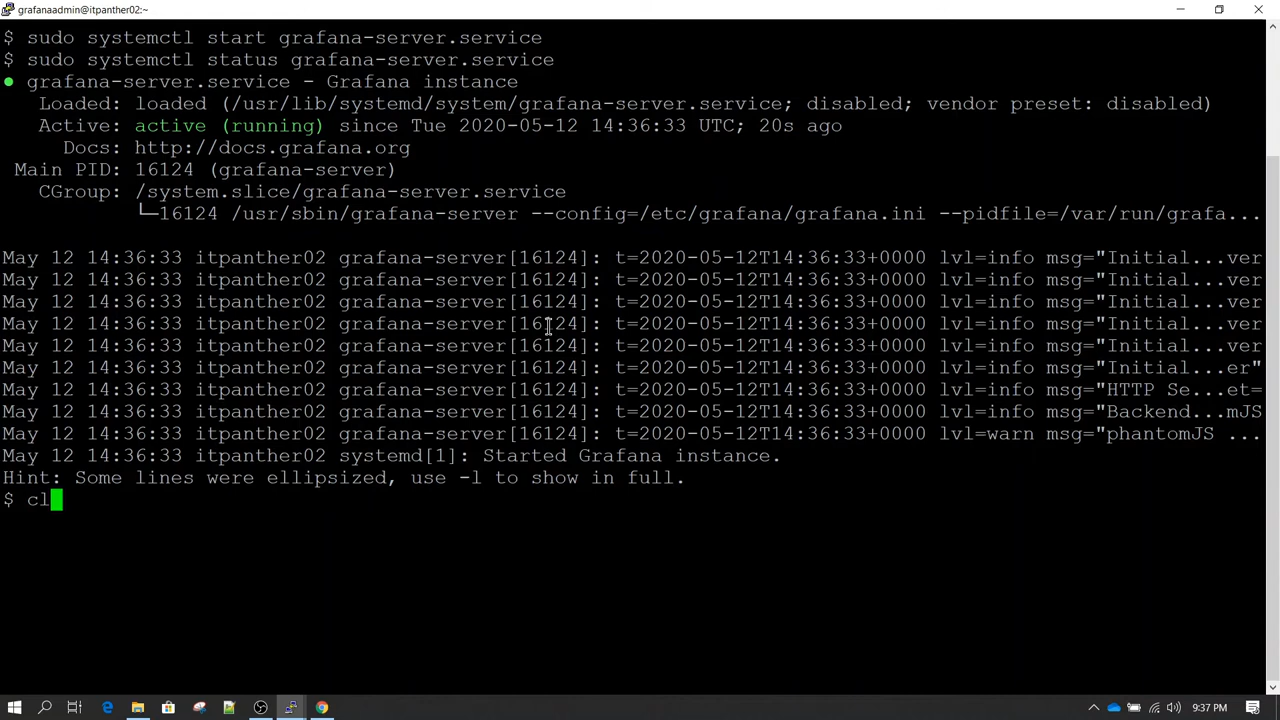 grafanaadmin@itpanther02:~
$ sudo systemctl start grafana-server.service
$ sudo systemctl status grafana-server.service
● grafana-server.service - Grafana instance
Loaded: loaded (/usr/lib/systemd/system/grafana-server.service; disabled; vendor preset: disabled)
Active: active (running) since Tue 2020-05-12 14:36:33 UTC; 20s ago
Docs: http://docs.grafana.org
Main PID: 16124 (grafana-server)
CGroup: /system.slice/grafana-server.service
└─16124 /usr/sbin/grafana-server --config=/etc/grafana/grafana.ini --pidfile=/var/run/grafa...
May 12 14:36:33 itpanther02 grafana-server[16124]: t=2020-05-12T14:36:33+0000 lvl=info msg="Initial...ver
May 12 14:36:33 itpanther02 grafana-server[16124]: t=2020-05-12T14:36:33+0000 lvl=info msg="Initial...ver
May 12 14:36:33 itpanther02 grafana-server[16124]: t=2020-05-12T14:36:33+0000 lvl=info msg="Initial...ver
May 12 14:36:33 itpanther02 grafana-server[16124]: t=2020-05-12T14:36:33+0000 lvl=info msg="Initial...ver
May 12 14:36:33 itpanther02 grafana-server[16124]: t=2020-05-12T14:36:33+0000 lvl=info msg="Initial...ver
May 12 14:36:33 itpanther02 grafana-server[16124]: t=2020-05-12T14:36:33+0000 lvl=info msg="Initial...er"
May 12 14:36:33 itpanther02 grafana-server[16124]: t=2020-05-12T14:36:33+0000 lvl=info msg="HTTP Se...et=
May 12 14:36:33 itpanther02 grafana-server[16124]: t=2020-05-12T14:36:33+0000 lvl=info msg="Backend...mJS
May 12 14:36:33 itpanther02 grafana-server[16124]: t=2020-05-12T14:36:33+0000 lvl=warn msg="phantomJS ...
May 12 14:36:33 itpanther02 systemd[1]: Started Grafana instance.
Hint: Some lines were ellipsized, use -l to show in full.
$ cl
9:37 PM